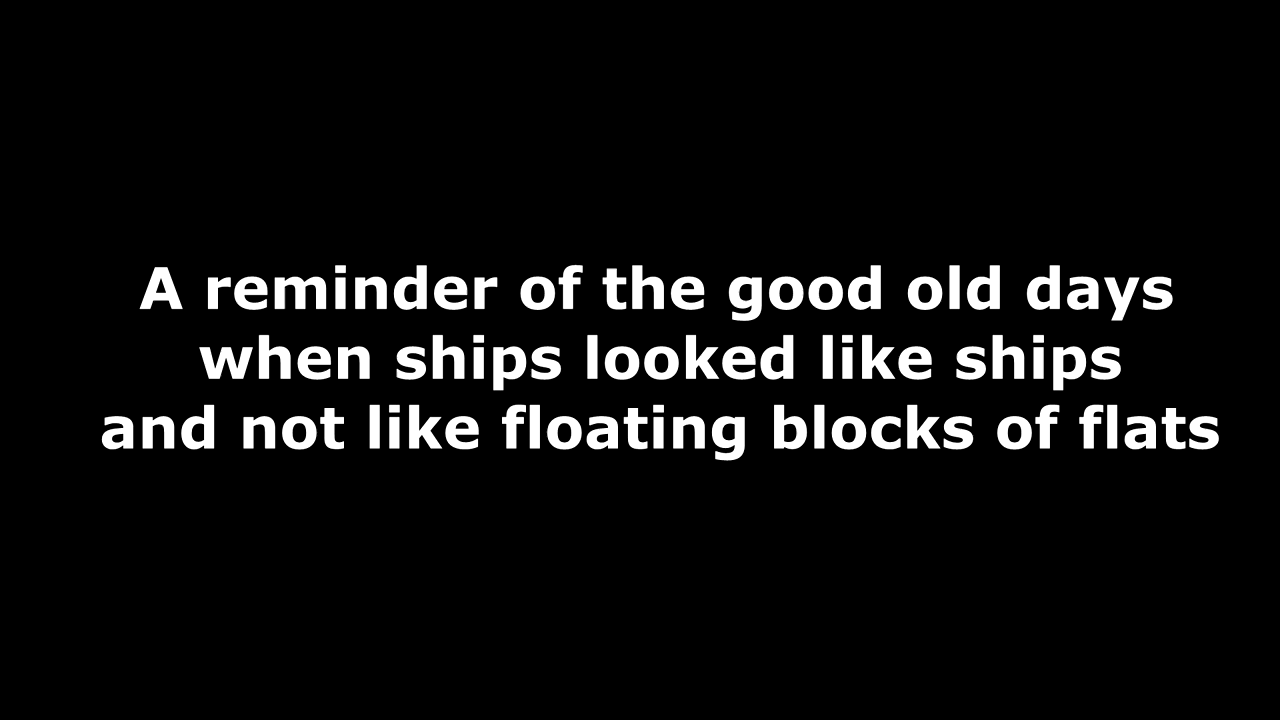 A reminder of the good old days
when ships looked like ships
and not like floating blocks of flats